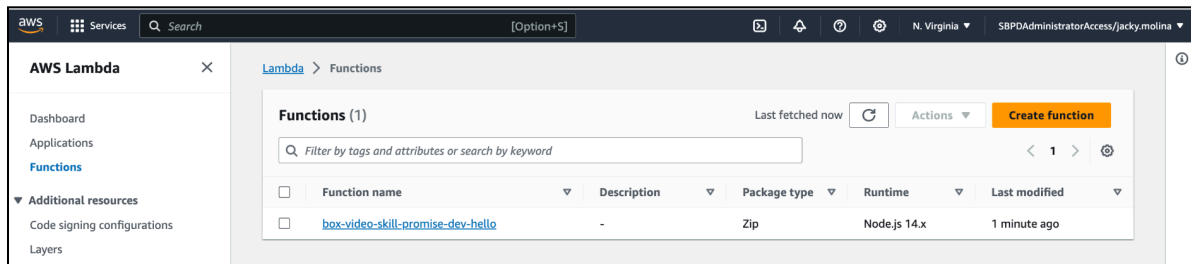 aws Services Search [Option+S] N. Virginia ▼ SBPDAdministratorAccess/jacky.molina ▼
AWS Lambda
Lambda > Functions
Dashboard
Applications
Functions
▼ Additional resources
Code signing configurations
Layers
Functions (1) Last fetched now Actions ▼ Create function
Filter by tags and attributes or search by keyword < 1 >
Function name Description Package type Runtime Last modified
box-video-skill-promise-dev-hello - Zip Node.js 14.x 1 minute ago